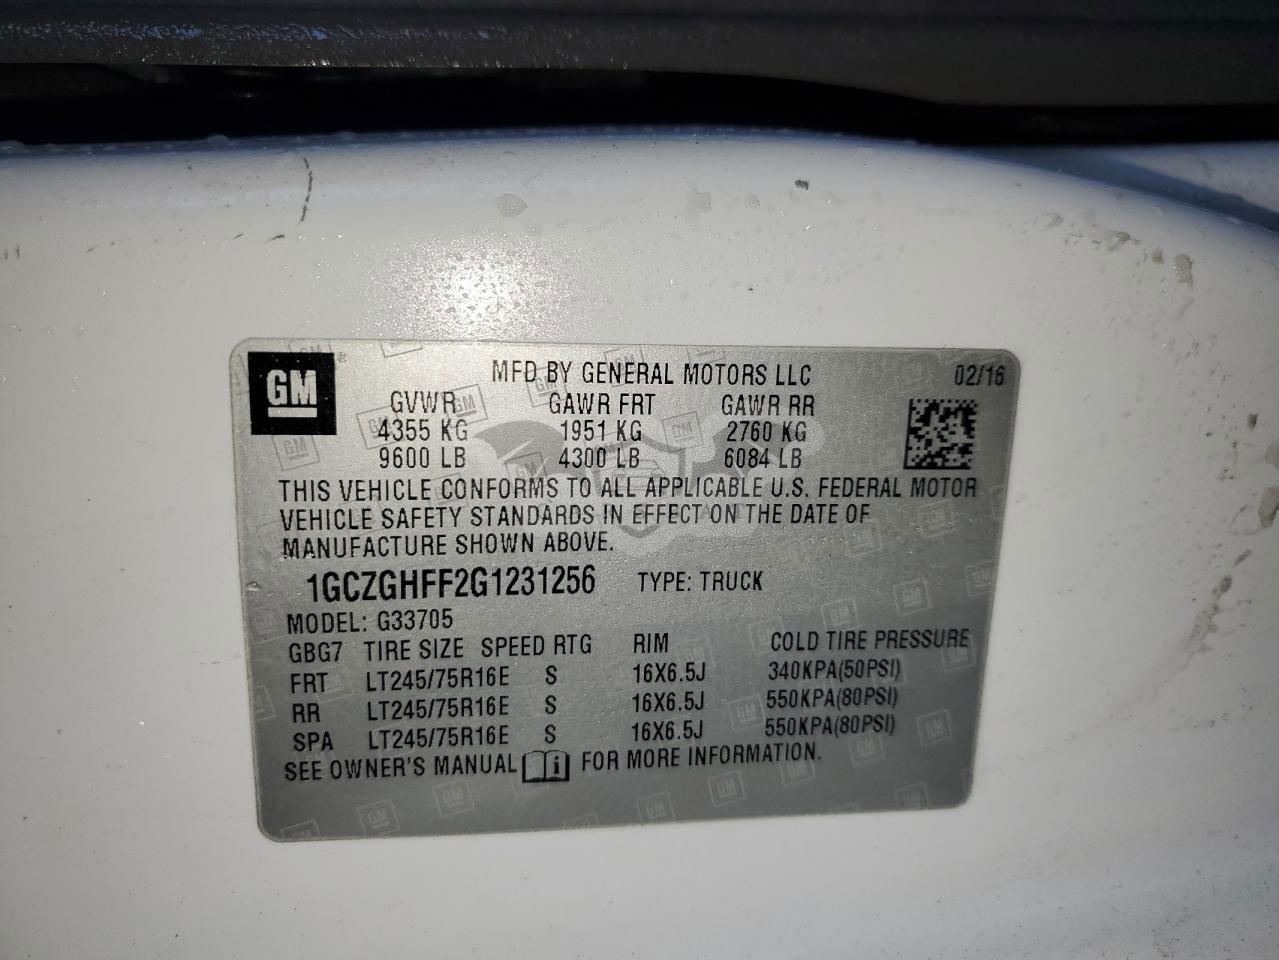 GM
MFD BY GENERAL MOTORS LLC 02/16
GVWR GAWR FRT GAWR RR
4355 KG 1951 KG 2760 KG
9600 LB 4300 LB 6084 LB
THIS VEHICLE CONFORMS TO ALL APPLICABLE U.S. FEDERAL MOTOR
VEHICLE SAFETY STANDARDS IN EFFECT ON THE DATE OF
MANUFACTURE SHOWN ABOVE.
1GCZGHFF2G1231256 TYPE: TRUCK
MODEL: G33705
GBG7 TIRE SIZE SPEED RTG RIM COLD TIRE PRESSURE
FRT LT245/75R16E S 16X6.5J 340KPA(50PSI)
RR LT245/75R16E S 16X6.5J 550KPA(80PSI)
SPA LT245/75R16E S 16X6.5J 550KPA(80PSI)
SEE OWNER'S MANUAL i FOR MORE INFORMATION.